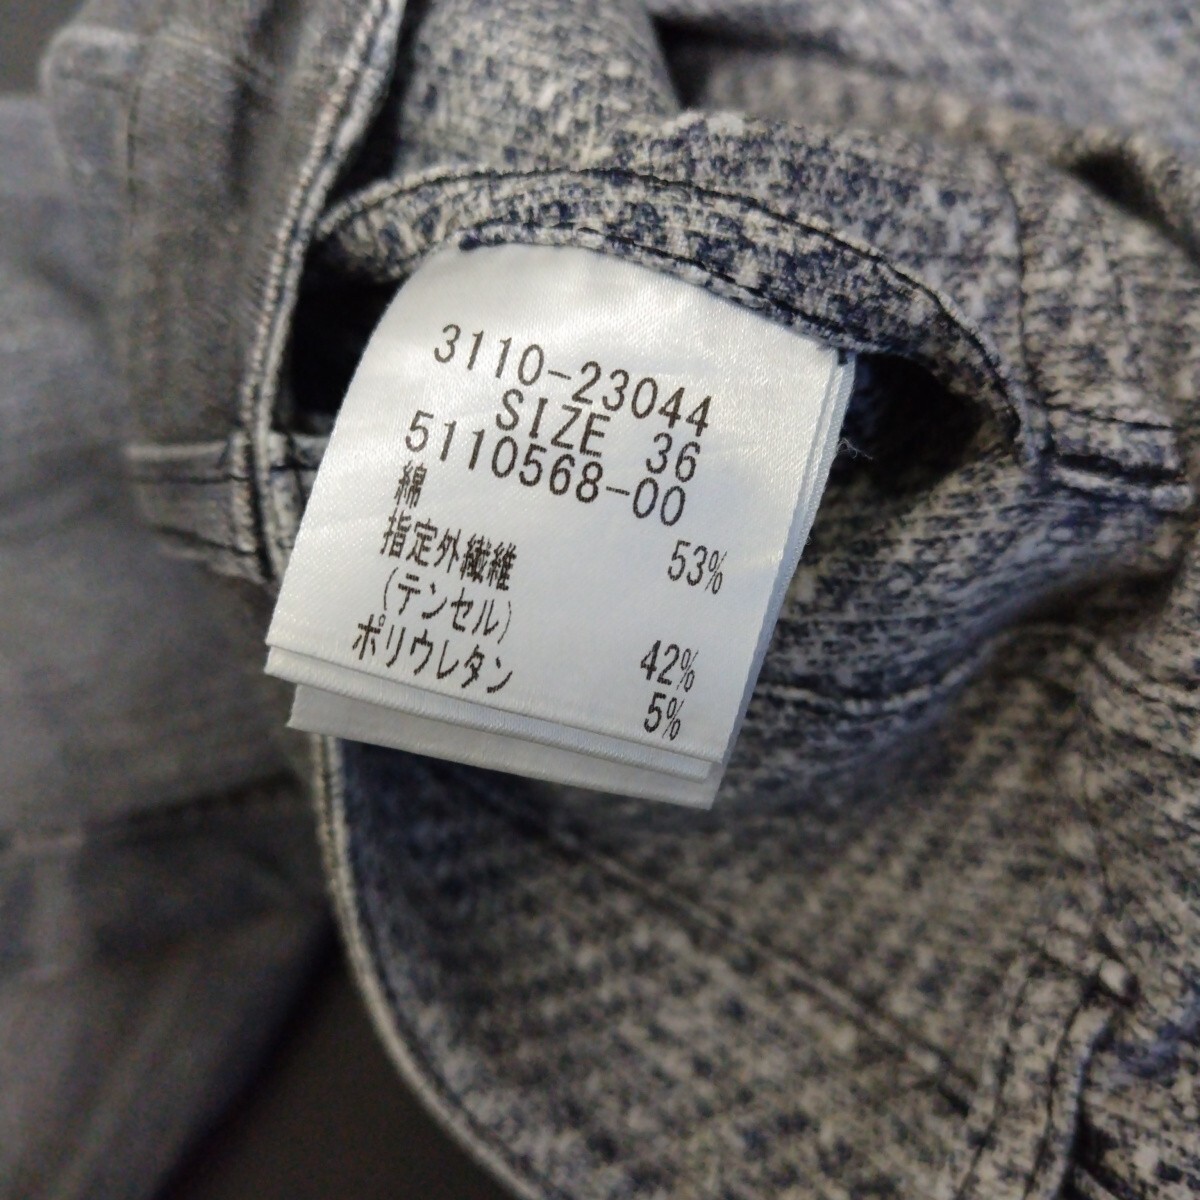 3110-23044
SIZE 36
5110568-00
綿 53%
指定外繊維
(テンセル) 42%
ポリウレタン 5%